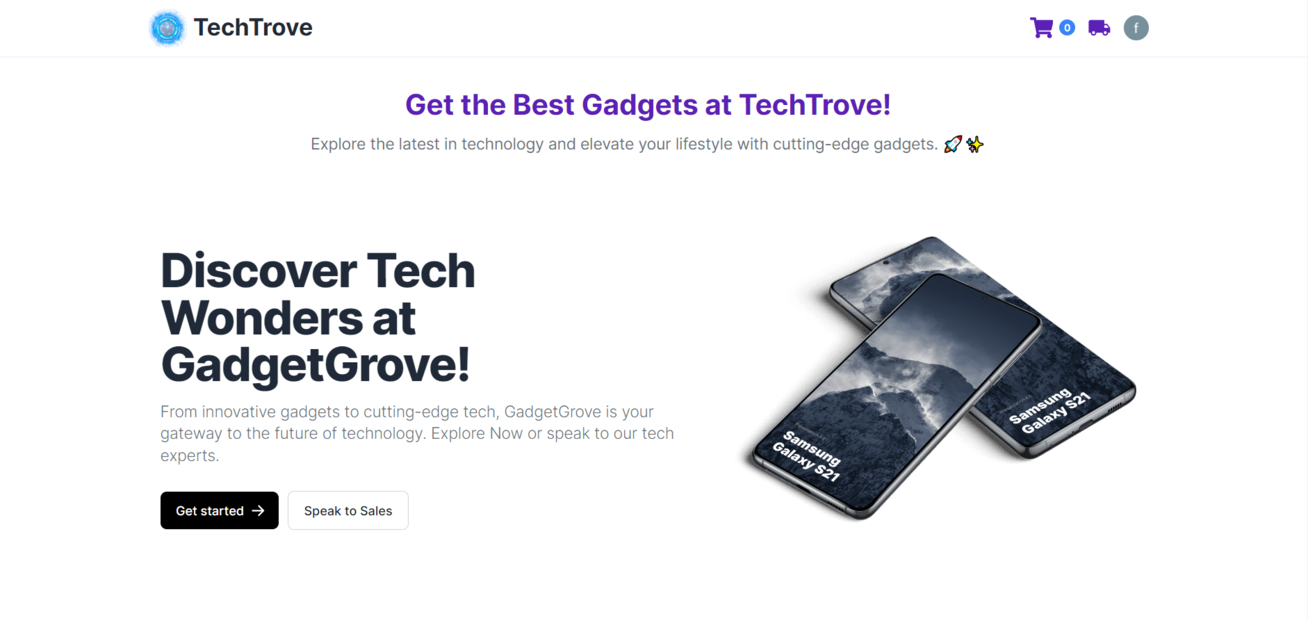 TechTrove
0
f
Get the Best Gadgets at TechTrove!
Explore the latest in technology and elevate your lifestyle with cutting-edge gadgets. 🚀✨
Discover Tech
Wonders at
GadgetGrove!
From innovative gadgets to cutting-edge tech, GadgetGrove is your
gateway to the future of technology. Explore Now or speak to our tech
experts.
Get started →
Speak to Sales
Samsung
Galaxy S21
Samsung
Galaxy S21